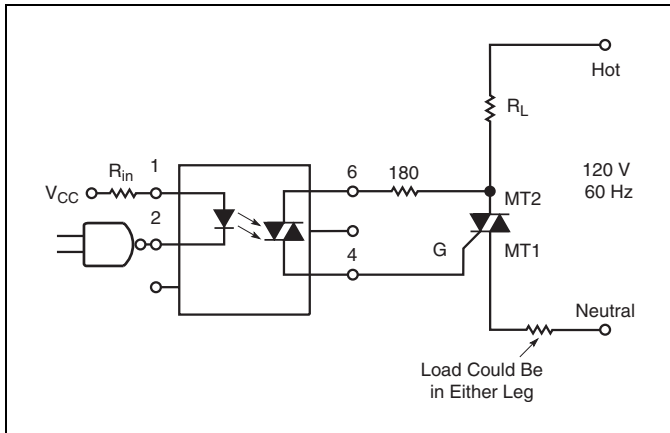 Hot
R_L
120 V
60 Hz
R_in
1
6
180
V_CC
MT2
2
4
G
MT1
Neutral
Load Could Be
in Either Leg